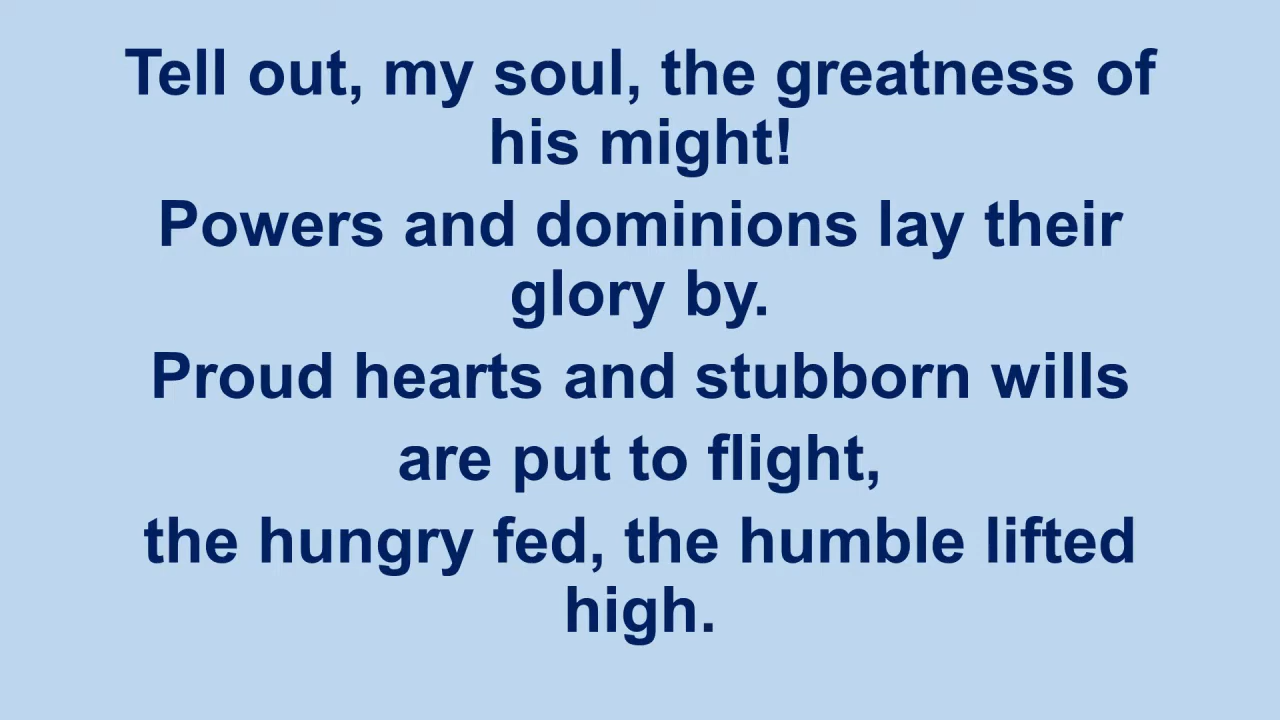 Tell out, my soul, the greatness of
his might!
Powers and dominions lay their
glory by.
Proud hearts and stubborn wills
are put to flight,
the hungry fed, the humble lifted
high.